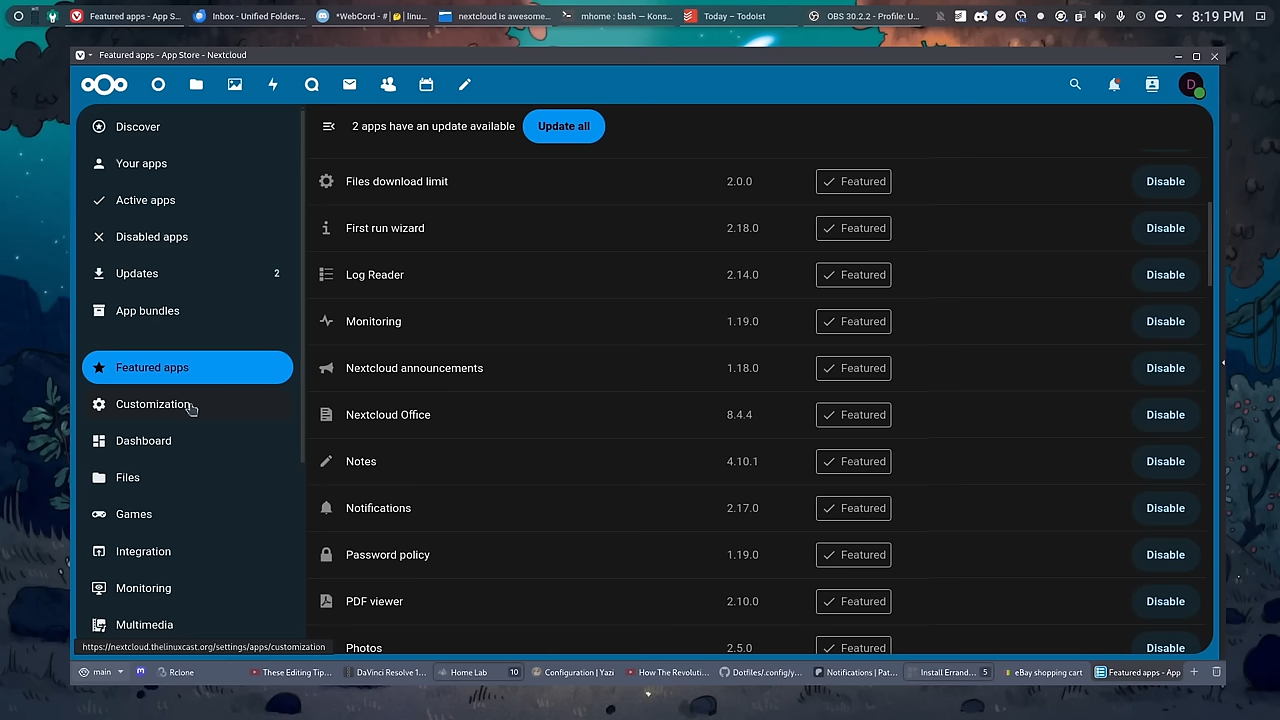 Featured apps - App S...
Inbox - Unified Folders...
*WebCord - # | linu...
nextcloud is awesome...
mhome : bash — Kons...
Today – Todoist
OBS 30.2.2 - Profile: U...
8:19 PM
Featured apps - App Store - Nextcloud
D
Discover
Your apps
Active apps
Disabled apps
Updates 2
App bundles
Featured apps
Customization
Dashboard
Files
Games
Integration
Monitoring
Multimedia
2 apps have an update available Update all
Files download limit 2.0.0 Featured Disable
First run wizard 2.18.0 Featured Disable
Log Reader 2.14.0 Featured Disable
Monitoring 1.19.0 Featured Disable
Nextcloud announcements 1.18.0 Featured Disable
Nextcloud Office 8.4.4 Featured Disable
Notes 4.10.1 Featured Disable
Notifications 2.17.0 Featured Disable
Password policy 1.19.0 Featured Disable
PDF viewer 2.10.0 Featured Disable
Photos 2.5.0 Featured Disable
https://nextcloud.thelinuxcast.org/settings/apps/customization
main
Rclone
These Editing Tip...
DaVinci Resolve 1...
Home Lab 10
Configuration | Yazi
How The Revoluti...
Dotfiles/.config/y...
Notifications | Pat...
Install Errand... 5
eBay shopping cart
Featured apps - App